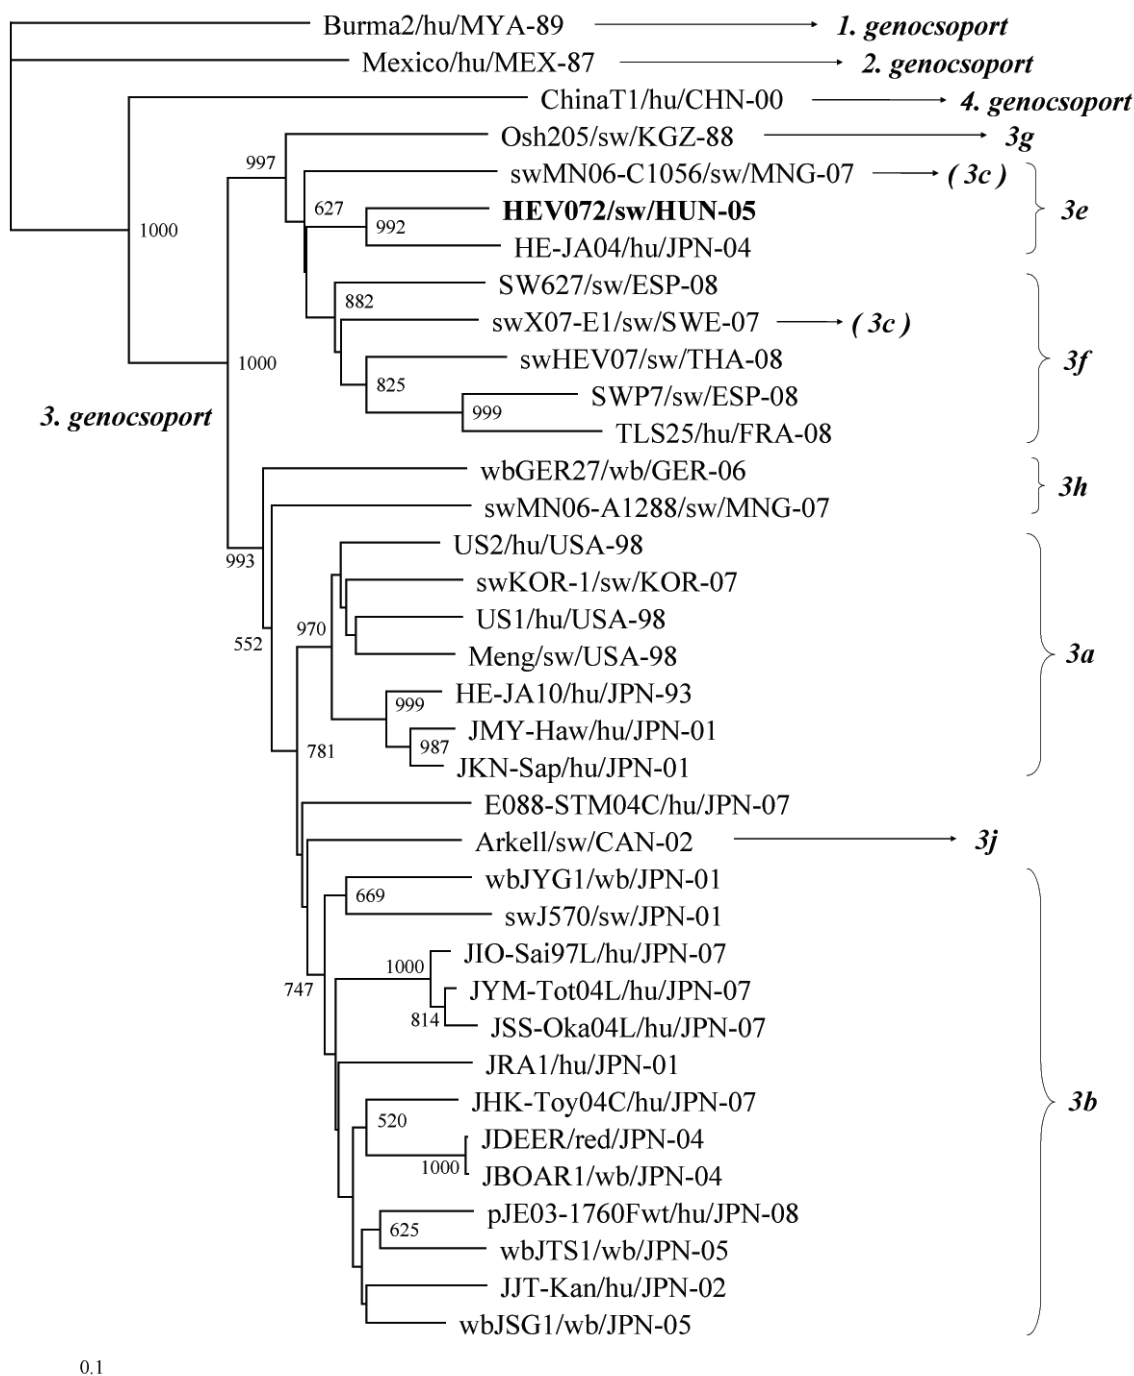 Burma2/hu/MYA-89 1. genocsoport
Mexico/hu/MEX-87 2. genocsoport
ChinaT1/hu/CHN-00 4. genocsoport
Osh205/sw/KGZ-88 3g
997
swMN06-C1056/sw/MNG-07 ( 3c )
627
HEV072/sw/HUN-05 3e
1000
992
HE-JA04/hu/JPN-04
SW627/sw/ESP-08
882
swX07-E1/sw/SWE-07 ( 3c )
swHEV07/sw/THA-08 3f
1000
825
SWP7/sw/ESP-08
3. genocsoport
999
TLS25/hu/FRA-08
wbGER27/wb/GER-06
3h
swMN06-A1288/sw/MNG-07
US2/hu/USA-98
993
swKOR-1/sw/KOR-07
US1/hu/USA-98
970
552
Meng/sw/USA-98 3a
HE-JA10/hu/JPN-93
999
JMY-Haw/hu/JPN-01
781
987
JKN-Sap/hu/JPN-01
E088-STM04C/hu/JPN-07
Arkell/sw/CAN-02 3j
wbJYG1/wb/JPN-01
669
swJ570/sw/JPN-01
JIO-Sai97L/hu/JPN-07
1000
747
JYM-Tot04L/hu/JPN-07
814
JSS-Oka04L/hu/JPN-07
JRA1/hu/JPN-01
JHK-Toy04C/hu/JPN-07 3b
520
JDEER/red/JPN-04
1000
JBOAR1/wb/JPN-04
pJE03-1760Fwt/hu/JPN-08
625
wbJTS1/wb/JPN-05
JJT-Kan/hu/JPN-02
wbJSG1/wb/JPN-05
0.1